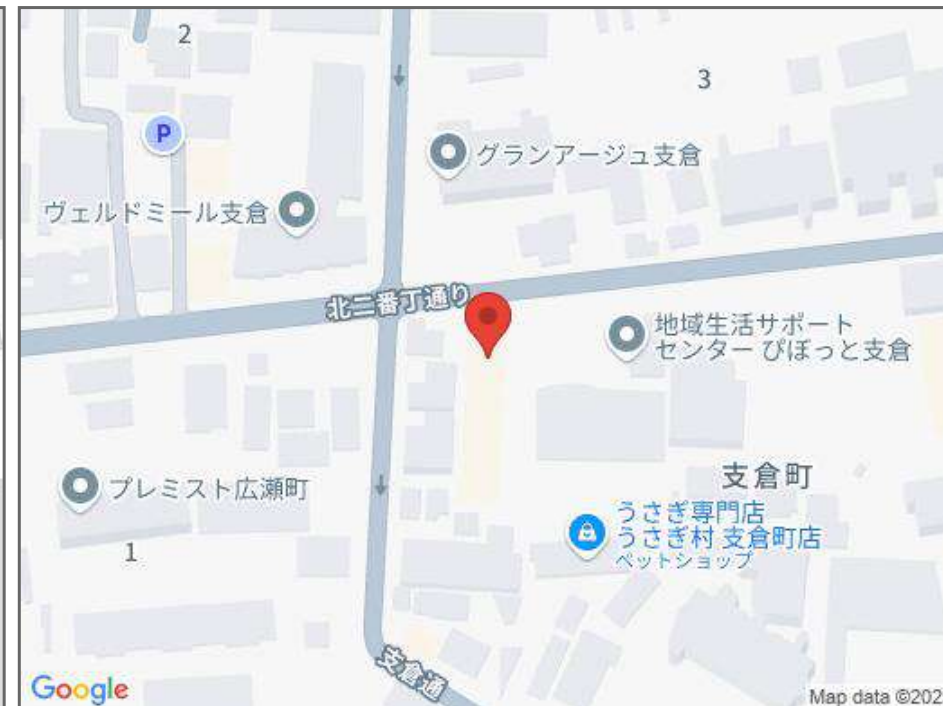 2
3
P
グランアージュ支倉
ヴェルドミール支倉
北二番丁通り
地域生活サポート
センター ぴぼっと支倉
支倉町
プレミスト広瀬町
うさぎ専門店
うさぎ村 支倉町店
ペットショップ
1
支倉通
Google
Map data ©202